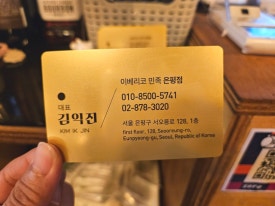 이베리코 민족 은평점
대표
김익진
KIM IK JIN
010-8500-5741
02-878-3020
서울 은평구 서오릉로 128, 1층
first floor, 128, Seooreung-ro,
Eunpyeong-gu, Seoul, Republic of Korea